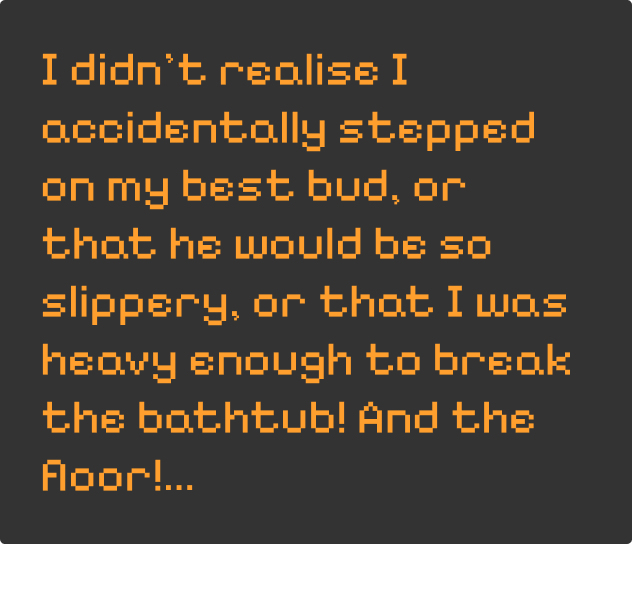 I didn't realise I
accidentally stepped
on my best bud, or
that he would be so
slippery, or that I was
heavy enough to break
the bathtub! And the
floor!...